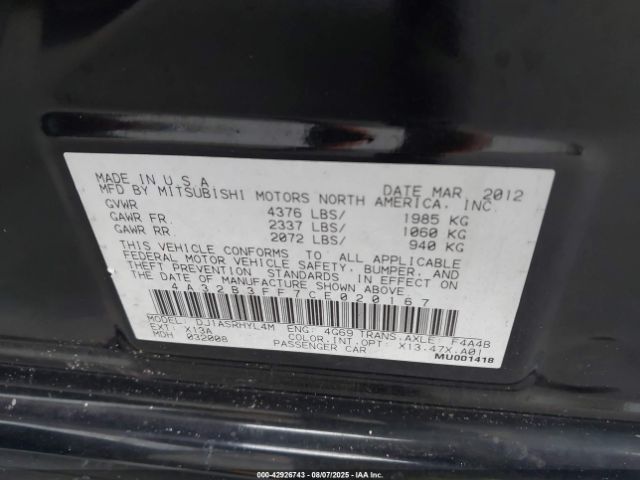 MADE IN U.S.A. DATE MAR. 2012
MFD BY MITSUBISHI MOTORS NORTH AMERICA, INC.
GVWR 4376 LBS/ 1985 KG
GAWR FR. 2337 LBS/ 1060 KG
GAWR RR 2072 LBS/ 940 KG
THIS VEHICLE CONFORMS TO ALL APPLICABLE
FEDERAL MOTOR VEHICLE SAFETY, BUMPER, AND
THEFT PREVENTION STANDARDS IN EFFECT ON
THE DATE OF MANUFACTURE SHOWN ABOVE.
4A32B3FF7CE020167
MODEL: DJ1ASRHYL4M ENG: 4G69 TRANS.AXLE: F4A4B
EXT: X13A COLOR.INT.OPT: X13.47X.A01
MDH 032008 PASSENGER CAR
MU001418
000-42926743 - 08/07/2025 - IAA Inc.